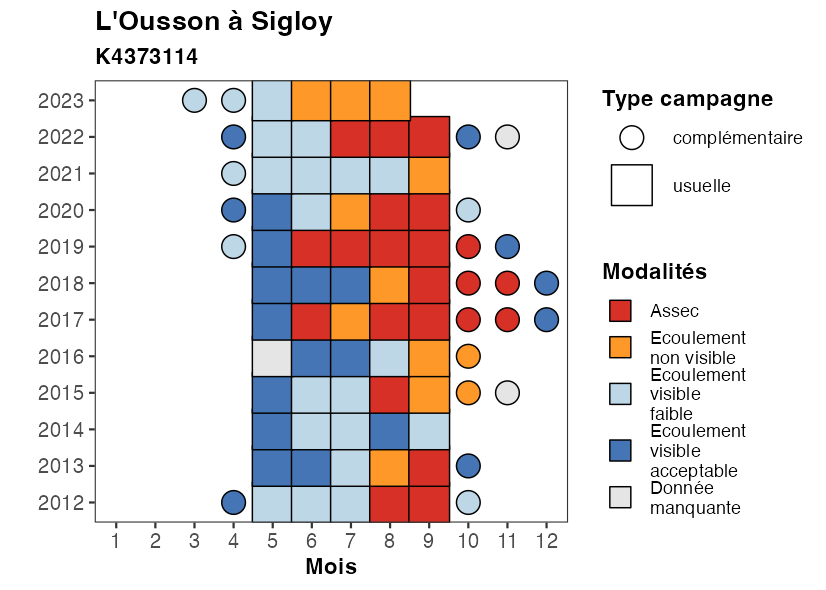 L'Ousson à Sigloy
K4373114
2023
2022
2021
2020
2019
2018
2017
2016
2015
2014
2013
2012
1 2 3 4 5 6 7 8 9 10 11 12
Mois
Type campagne
complémentaire
usuelle
Modalités
Assec
Ecoulement
non visible
Ecoulement
visible
faible
Ecoulement
visible
acceptable
Donnée
manquante